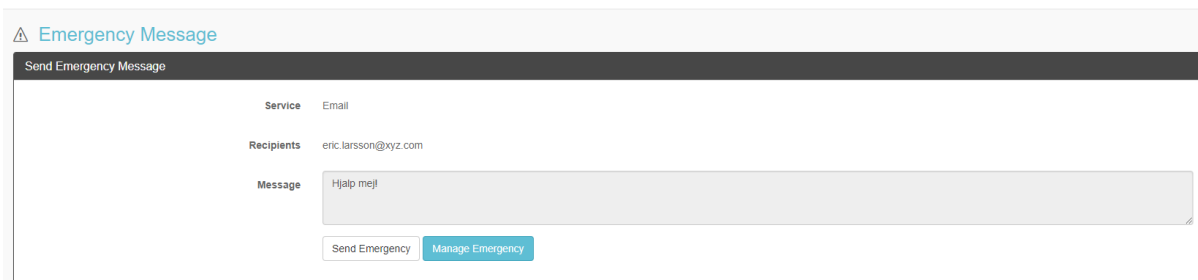 Emergency Message
Send Emergency Message
Service Email
Recipients eric.larsson@xyz.com
Message Hjalp mej!
Send Emergency Manage Emergency